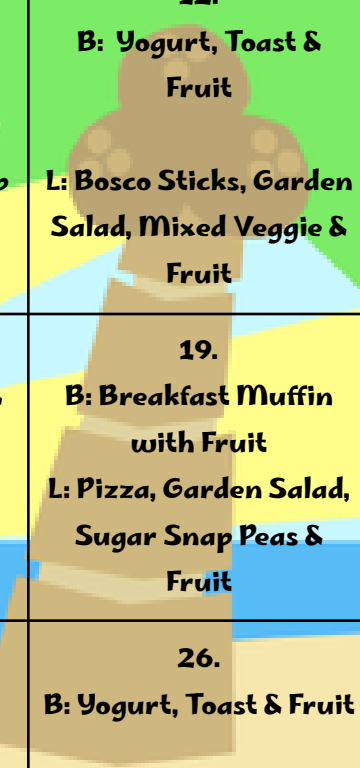 12.
B: Yogurt, Toast &
Fruit
L: Bosco Sticks, Garden
Salad, Mixed Veggie &
Fruit
19.
B: Breakfast Muffin
with Fruit
L: Pizza, Garden Salad,
Sugar Snap Peas &
Fruit
26.
B: Yogurt, Toast & Fruit